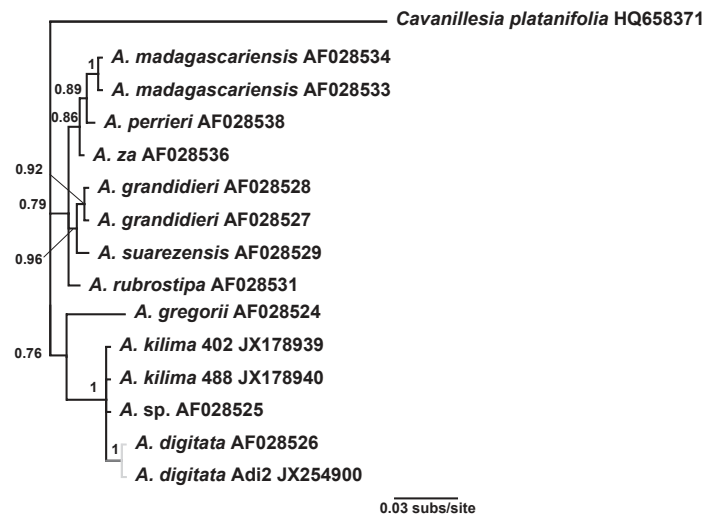 Cavanillesia platanifolia HQ658371
A. madagascariensis AF028534
1
A. madagascariensis AF028533
0.89
A. perrieri AF028538
0.86
A. za AF028536
0.92
A. grandidieri AF028528
0.79
A. grandidieri AF028527
A. suarezensis AF028529
0.96
A. rubrostipa AF028531
A. gregorii AF028524
A. kilima 402 JX178939
0.76
A. kilima 488 JX178940
1
A. sp. AF028525
A. digitata AF028526
1
A. digitata Adi2 JX254900
0.03 subs/site